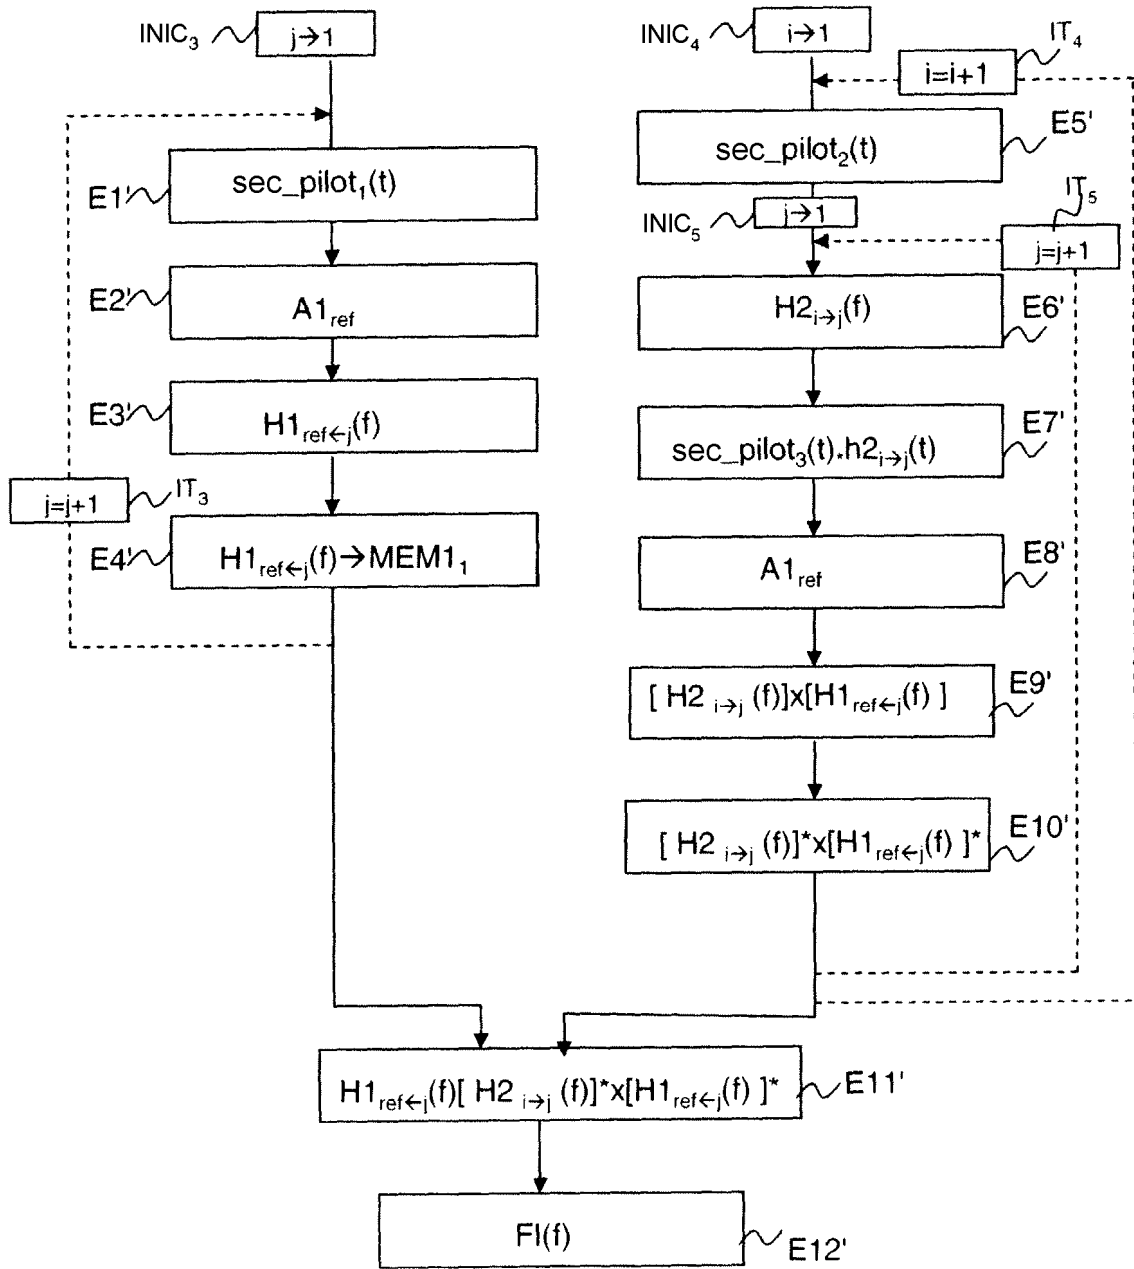 INIC₃
j→1
E1'
sec_pilot₁(t)
E2'
A1ref
E3'
H1ref←j(f)
j=j+1
IT₃
E4'
H1ref←j(f)→MEM1₁
INIC₄
i→1
IT₄
i=i+1
sec_pilot₂(t)
E5'
INIC₅
j→1
IT₅
j=j+1
H2i→j(f)
E6'
sec_pilot₃(t).h2i→j(t)
E7'
A1ref
E8'
[ H2 i→j (f)]x[H1ref←j(f) ]
E9'
[ H2 i→j (f)]*x[H1ref←j(f) ]*
E10'
H1ref←j(f)[ H2 i→j (f)]*x[H1ref←j(f) ]*
E11'
FI(f)
E12'